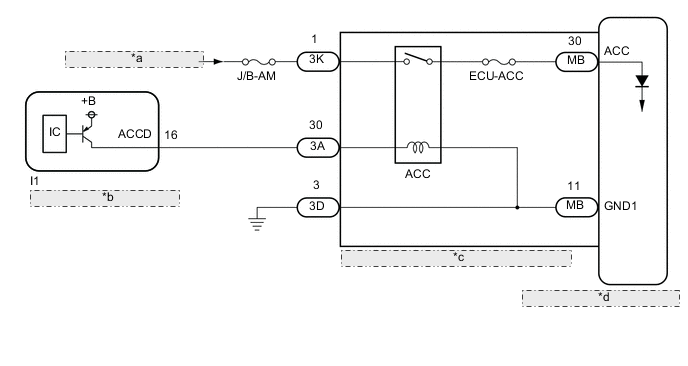 1
30
*a
3K
MB
ACC
J/B-AM
ECU-ACC
+B
IC
ACCD
16
30
3A
ACC
I1
*b
3
3D
11
MB
GND1
*c
*d